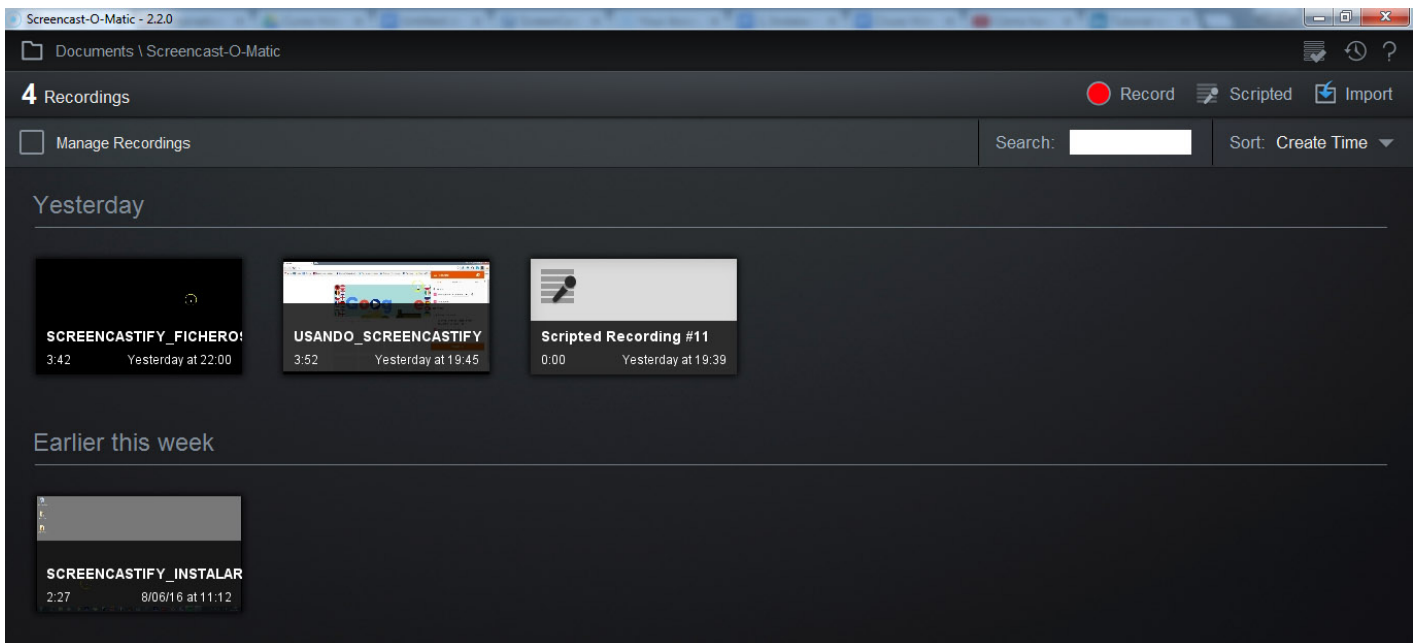 Screencast-O-Matic - 2.2.0
Documents \ Screencast-O-Matic
4 Recordings
Record Scripted Import
Manage Recordings
Search:
Sort: Create Time
Yesterday
SCREENCASTIFY_FICHERO
3:42 Yesterday at 22:00
USANDO_SCREENCASTIFY
3:52 Yesterday at 19:45
Scripted Recording #11
0:00 Yesterday at 19:39
Earlier this week
SCREENCASTIFY_INSTALAR
2:27 8/06/16 at 11:12